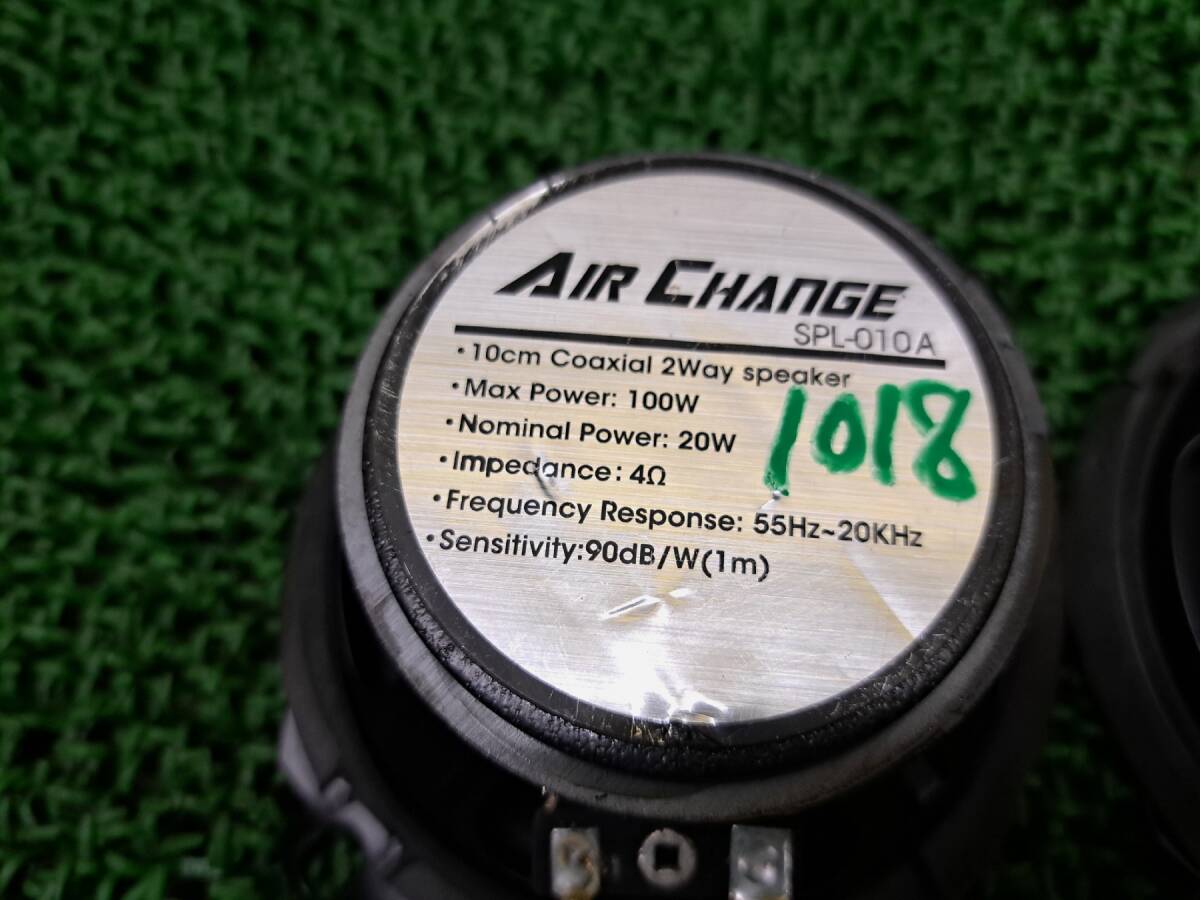 AIR CHANGE
SPL-010A
•10cm Coaxial 2Way speaker
•Max Power: 100W
•Nominal Power: 20W
•Impedance: 4Ω
•Frequency Response: 55Hz~20KHz
•Sensitivity:90dB/W(1m)
1018